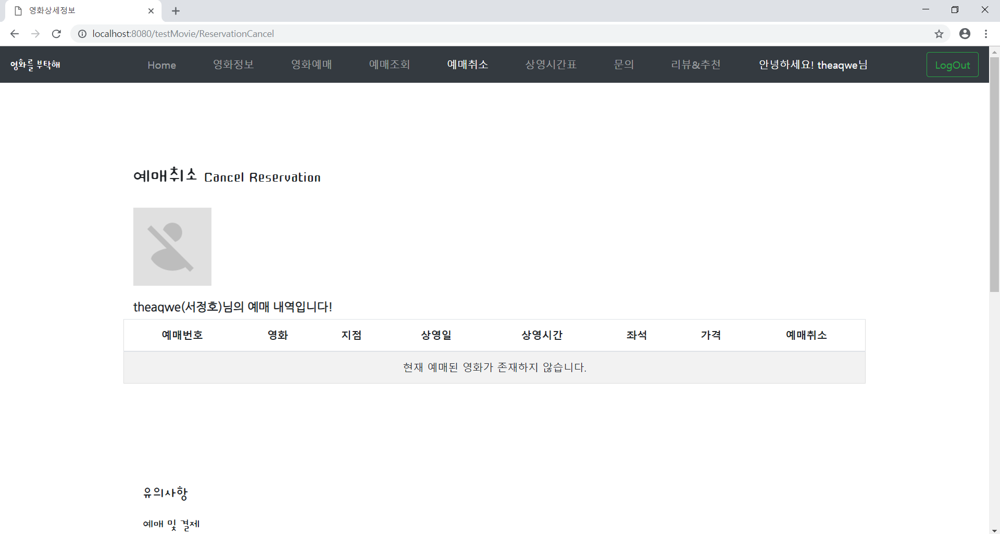 영화상세정보
localhost:8080/testMovie/ReservationCancel
영화를 부탁해 Home 영화정보 영화예매 예매조회 예매취소 상영시간표 문의 리뷰&추천 안녕하세요! theaqwe님 LogOut
예매취소 Cancel Reservation
theaqwe(서정호)님의 예매 내역입니다!
예매번호 영화 지점 상영일 상영시간 좌석 가격 예매취소
현재 예매된 영화가 존재하지 않습니다.
유의사항
예매 및 결제